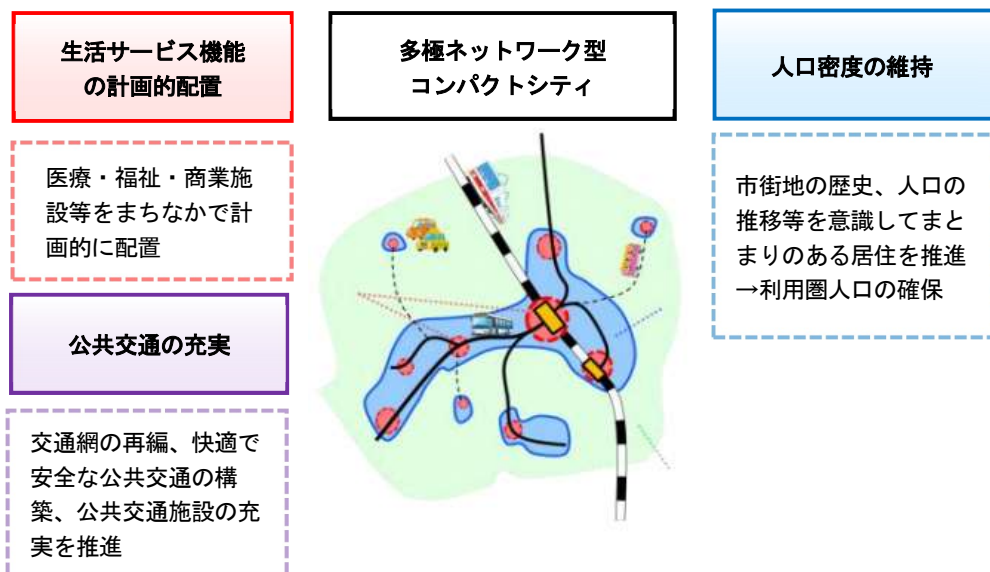 生活サービス機能
の計画的配置
医療・福祉・商業施
設等をまちなかで計
画的に配置
公共交通の充実
交通網の再編、快適で
安全な公共交通の構
築、公共交通施設の充
実を推進
多極ネットワーク型
コンパクトシティ
人口密度の維持
市街地の歴史、人口の
推移等を意識してまと
まりのある居住を推進
→利用圏人口の確保